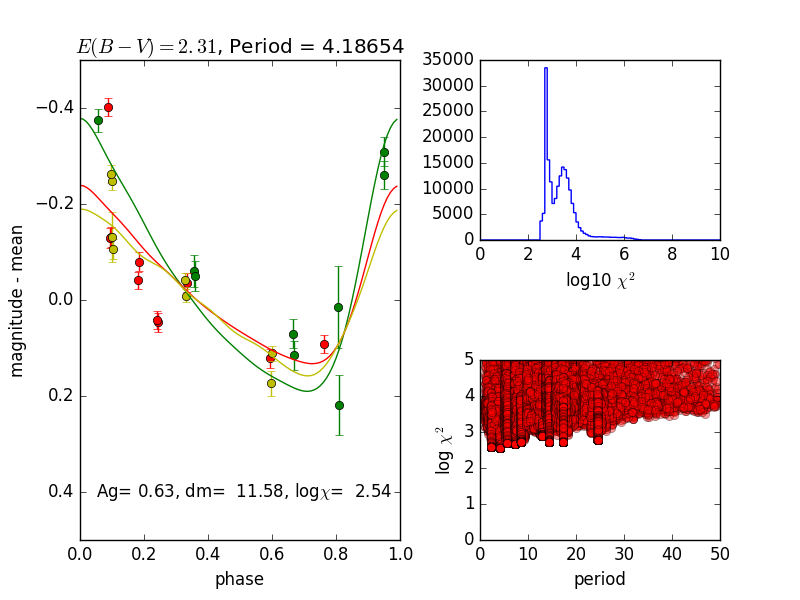 E(B − V) = 2.31, Period = 4.18654
magnitude - mean
−0.4
−0.2
0.0
0.2
0.4
Ag= 0.63, dm= 11.58, logχ= 2.54
0.0 0.2 0.4 0.6 0.8 1.0
phase
35000
30000
25000
20000
15000
10000
5000
0
0 2 4 6 8 10
log10 χ²
log χ²
5
4
3
2
1
0
0 10 20 30 40 50
period